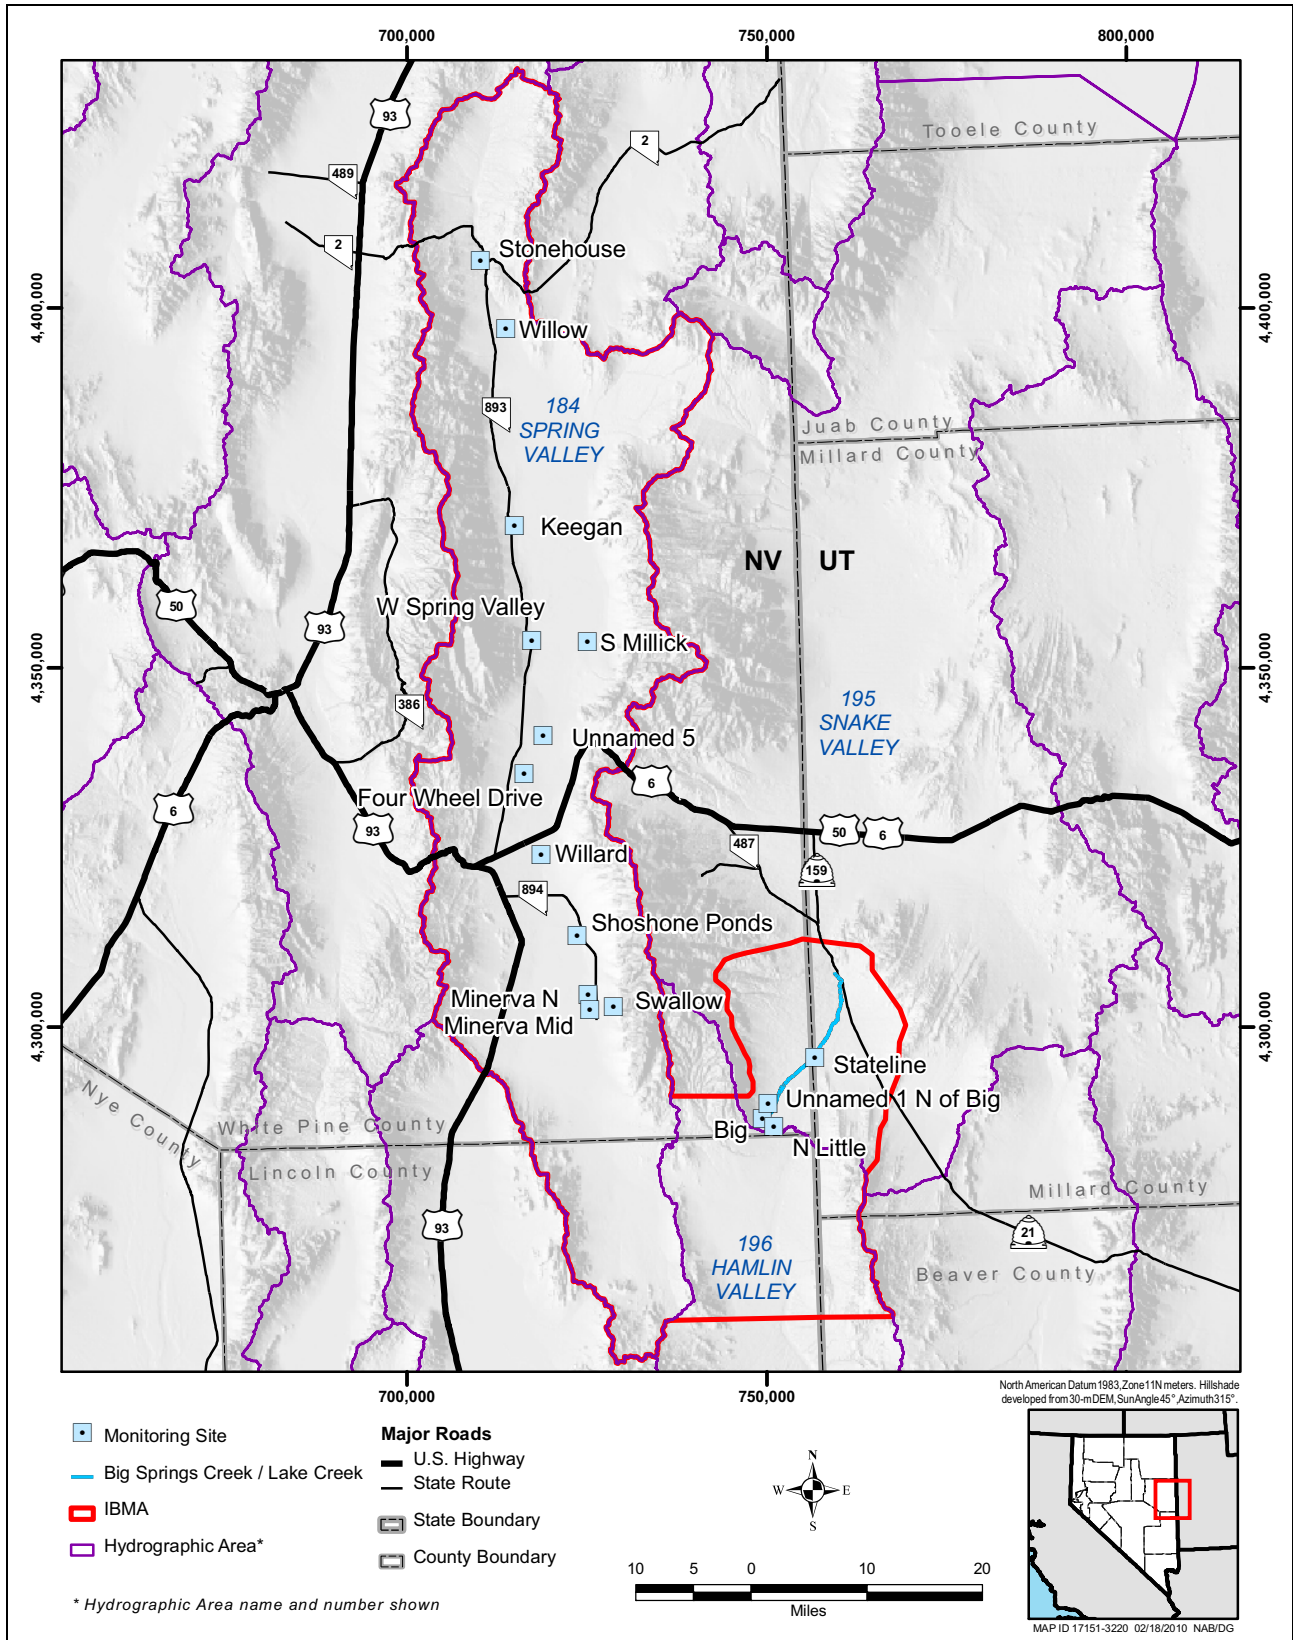 700,000
750,000
800,000
93
Tooele County
2
489
2
Stonehouse
4,400,000
4,400,000
Willow
893
184
SPRING
VALLEY
Juab County
Millard County
Keegan
NV
UT
50
93
W Spring Valley
S Millick
4,350,000
4,350,000
386
195
SNAKE
VALLEY
Unnamed 5
6
6
Four Wheel Drive
93
50
6
487
Willard
159
894
Shoshone Ponds
Minerva N
Swallow
Minerva Mid
4,300,000
4,300,000
Stateline
Unnamed 1 N of Big
Big
N Little
Nye County
White Pine County
Lincoln County
Millard County
93
21
196
HAMLIN
VALLEY
Beaver County
700,000
750,000
North American Datum 1983, Zone 11N meters. Hillshade
developed from 30-m DEM, Sun Angle 45°, Azimuth 315°.
Monitoring Site
Big Springs Creek / Lake Creek
IBMA
Hydrographic Area*
* Hydrographic Area name and number shown
Major Roads
U.S. Highway
State Route
State Boundary
County Boundary
N
W
E
S
10 5 0 10 20
Miles
MAP ID 17151-3220 02/18/2010 NAB/DG